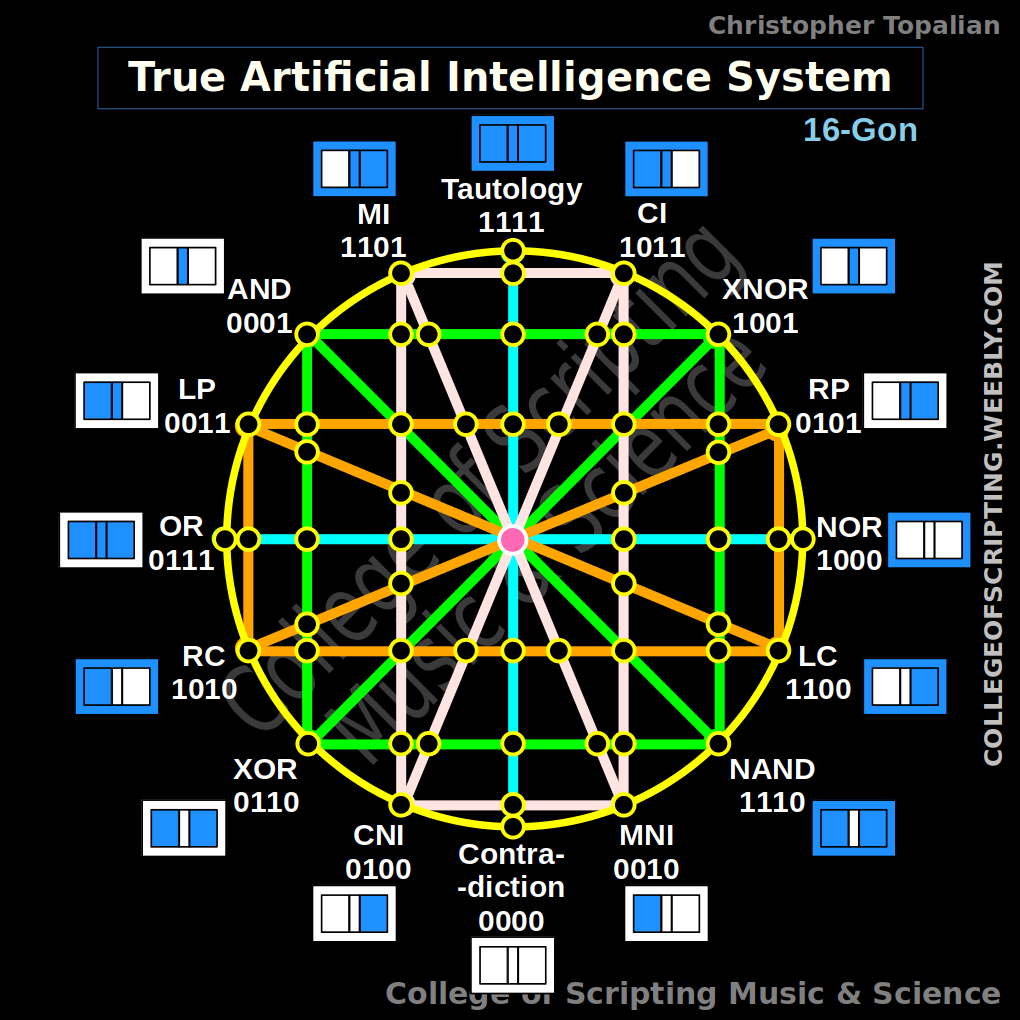 Christopher Topalian
True Artificial Intelligence System
16-Gon
Tautology
1111
MI
1101
CI
1011
AND
0001
XNOR
1001
LP
0011
RP
0101
OR
0111
NOR
1000
RC
1010
LC
1100
XOR
0110
NAND
1110
CNI
0100
Contra-
-diction
0000
MNI
0010
College of Scripting
Music & Science
COLLEGEOFSCRIPTING.WEEBLY.COM
College of Scripting Music & Science